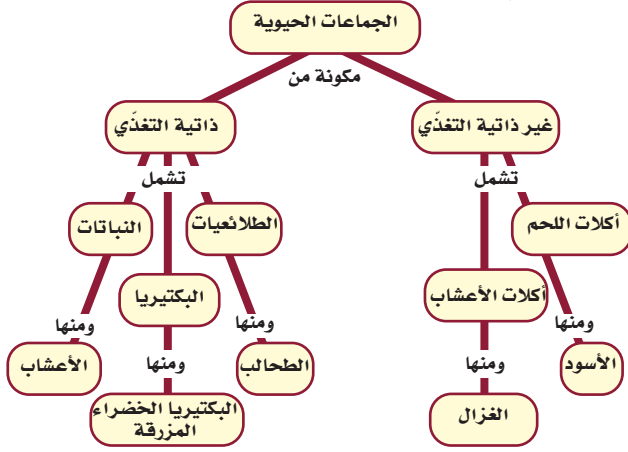 الجماعات الحيوية
مكونة من
غير ذاتية التغذّي
ذاتية التغذّي
تشمل
تشمل
أكلات اللحم
الطلائعيات
النباتات
أكلات الأعشاب
البكتيريا
ومنها
ومنها
ومنها
الأسود
ومنها
ومنها
الطحالب
الأعشاب
الغزال
البكتيريا الخضراء
المزرقة